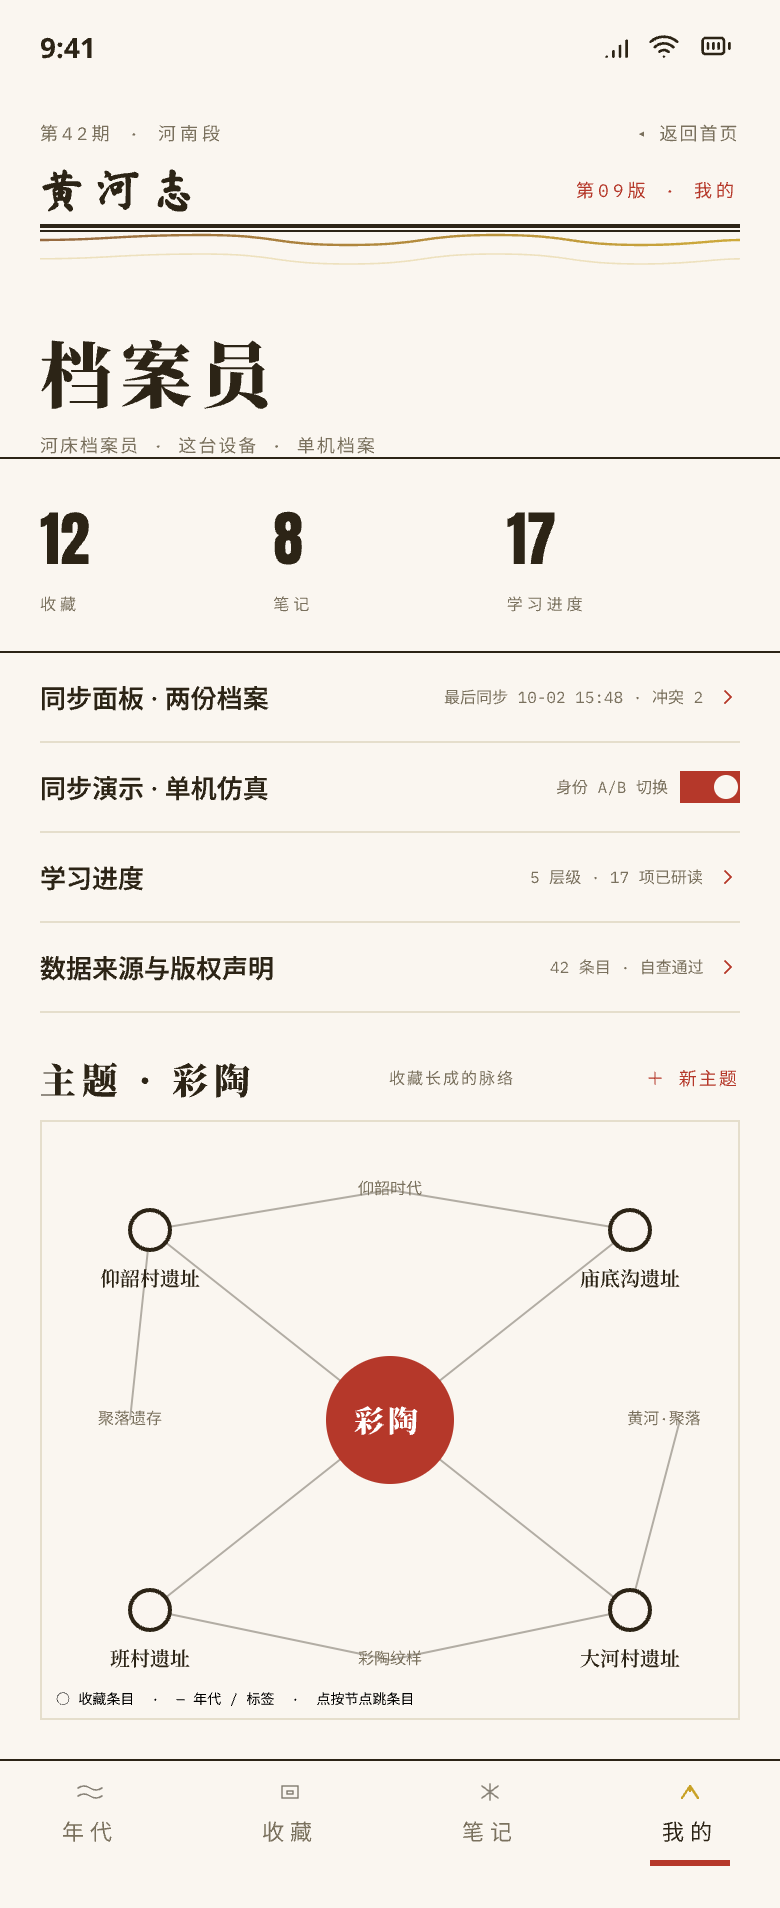 9:41
第42期 · 河南段
◂ 返回首页
黄河志
第09版 · 我的
档案员
河床档案员 · 这台设备 · 单机档案
12
8
17
收藏
笔记
学习进度
同步面板 · 两份档案
最后同步 10-02 15:48 · 冲突 2
同步演示 · 单机仿真
身份 A/B 切换
学习进度
5 层级 · 17 项已研读
数据来源与版权声明
42 条目 · 自查通过
主题 · 彩陶
收藏长成的脉络
＋ 新主题
仰韶时代
仰韶村遗址
庙底沟遗址
聚落遗存
彩陶
黄河·聚落
班村遗址
彩陶纹样
大河村遗址
〇 收藏条目 · — 年代 / 标签 · 点按节点跳条目
年代
收藏
笔记
我的